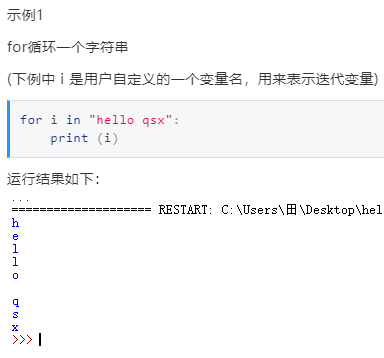 示例1
for循环一个字符串
(下例中 i 是用户自定义的一个变量名，用来表示迭代变量)
for i in "hello qsx":
    print (i)
运行结果如下：
...
==================== RESTART: C:\Users\田\Desktop\hel
h
e
l
l
o

q
s
x
>>>